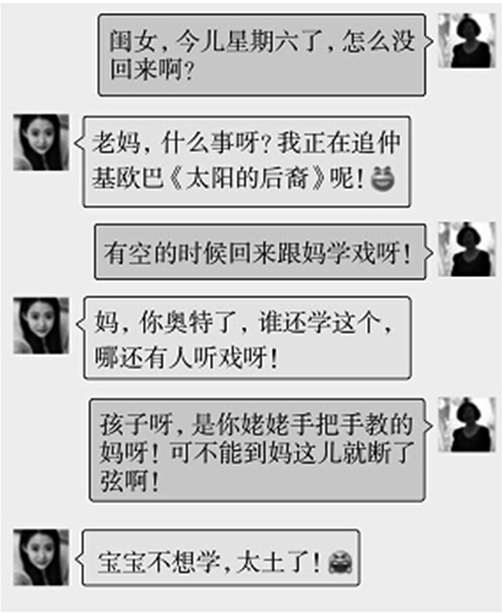 闺女，今儿星期六了，怎么没
回来啊？
老妈，什么事呀？我正在追仲
基欧巴《太阳的后裔》呢！
有空的时候回来跟妈学戏呀！
妈，你奥特了，谁还学这个，
哪还有人听戏呀！
孩子呀，是你姥姥手把手教的
妈呀！可不能到妈这儿就断了
弦啊！
宝宝不想学，太土了！